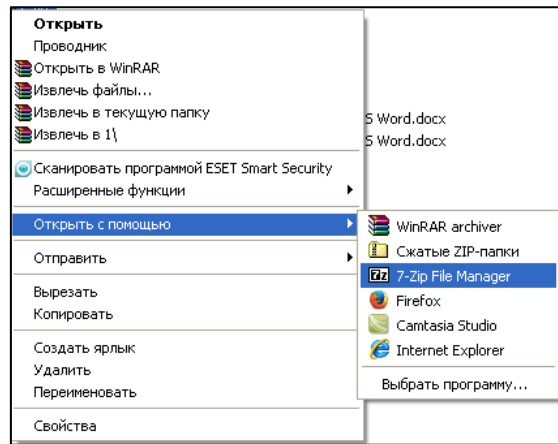 Открыть
Проводник
Открыть в WinRAR
Извлечь файлы...
Извлечь в текущую папку
Извлечь в 1\
Сканировать программой ESET Smart Security
Расширенные функции
Открыть с помощью
Отправить
Вырезать
Копировать
Создать ярлык
Удалить
Переименовать
Свойства
S Word.docx
S Word.docx
WinRAR archiver
Сжатые ZIP-папки
7z 7-Zip File Manager
Firefox
Camtasia Studio
Internet Explorer
Выбрать программу...